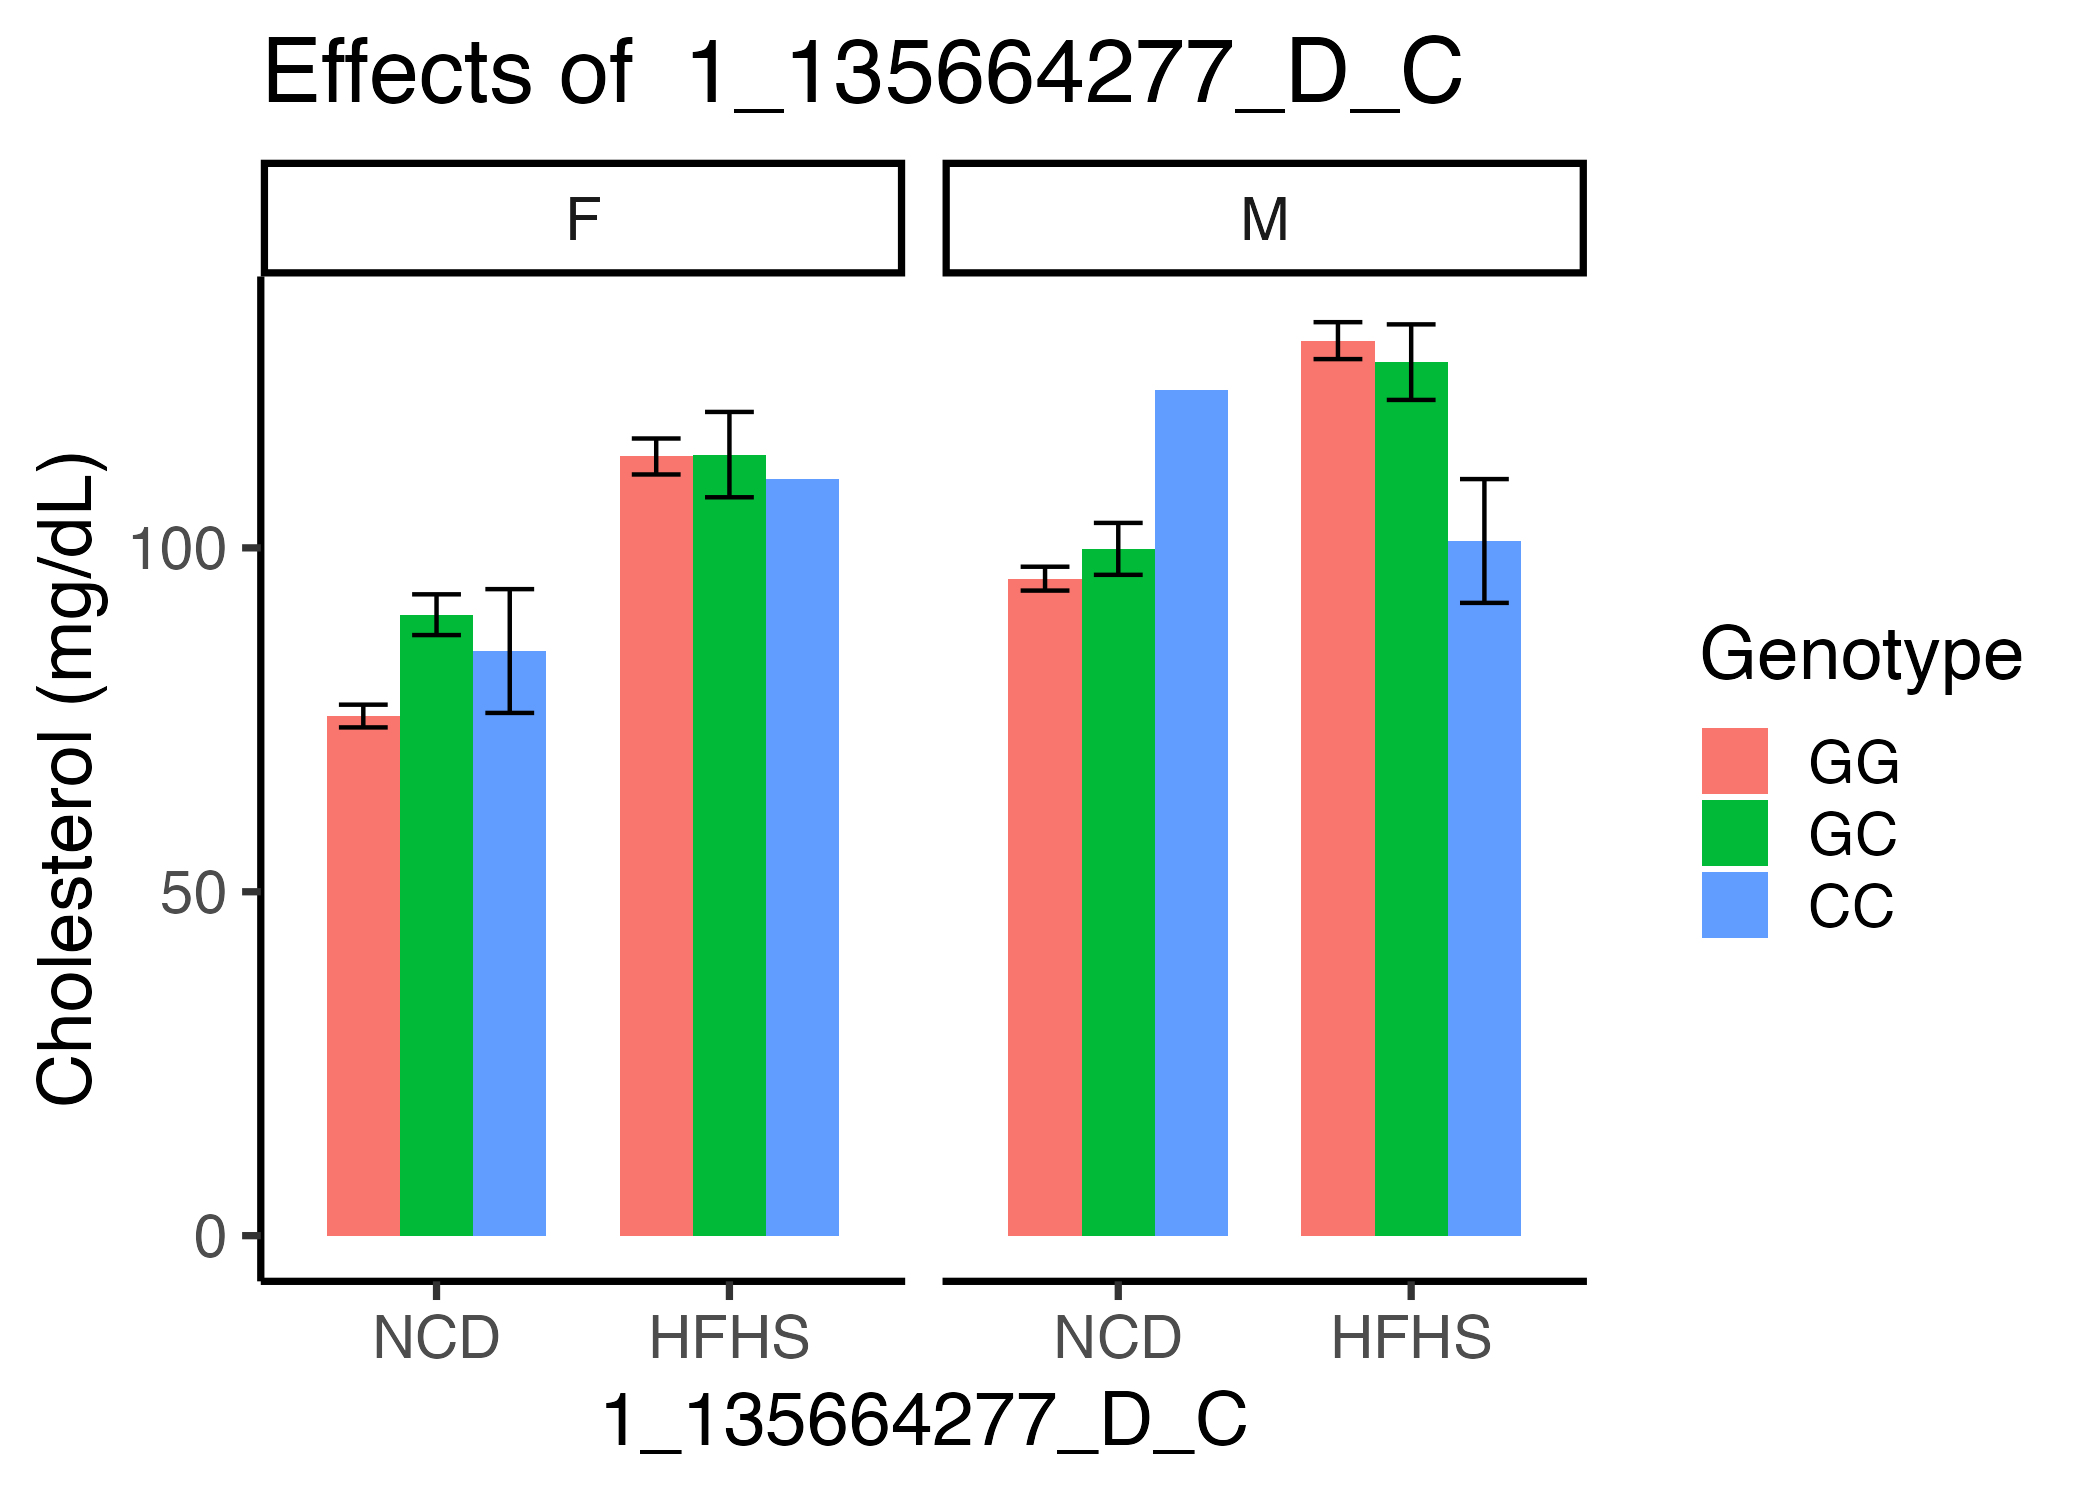 Effects of  1_135664277_D_C
F
M
Cholesterol (mg/dL)
100
50
0
NCD
HFHS
NCD
HFHS
1_135664277_D_C
Genotype
GG
GC
CC